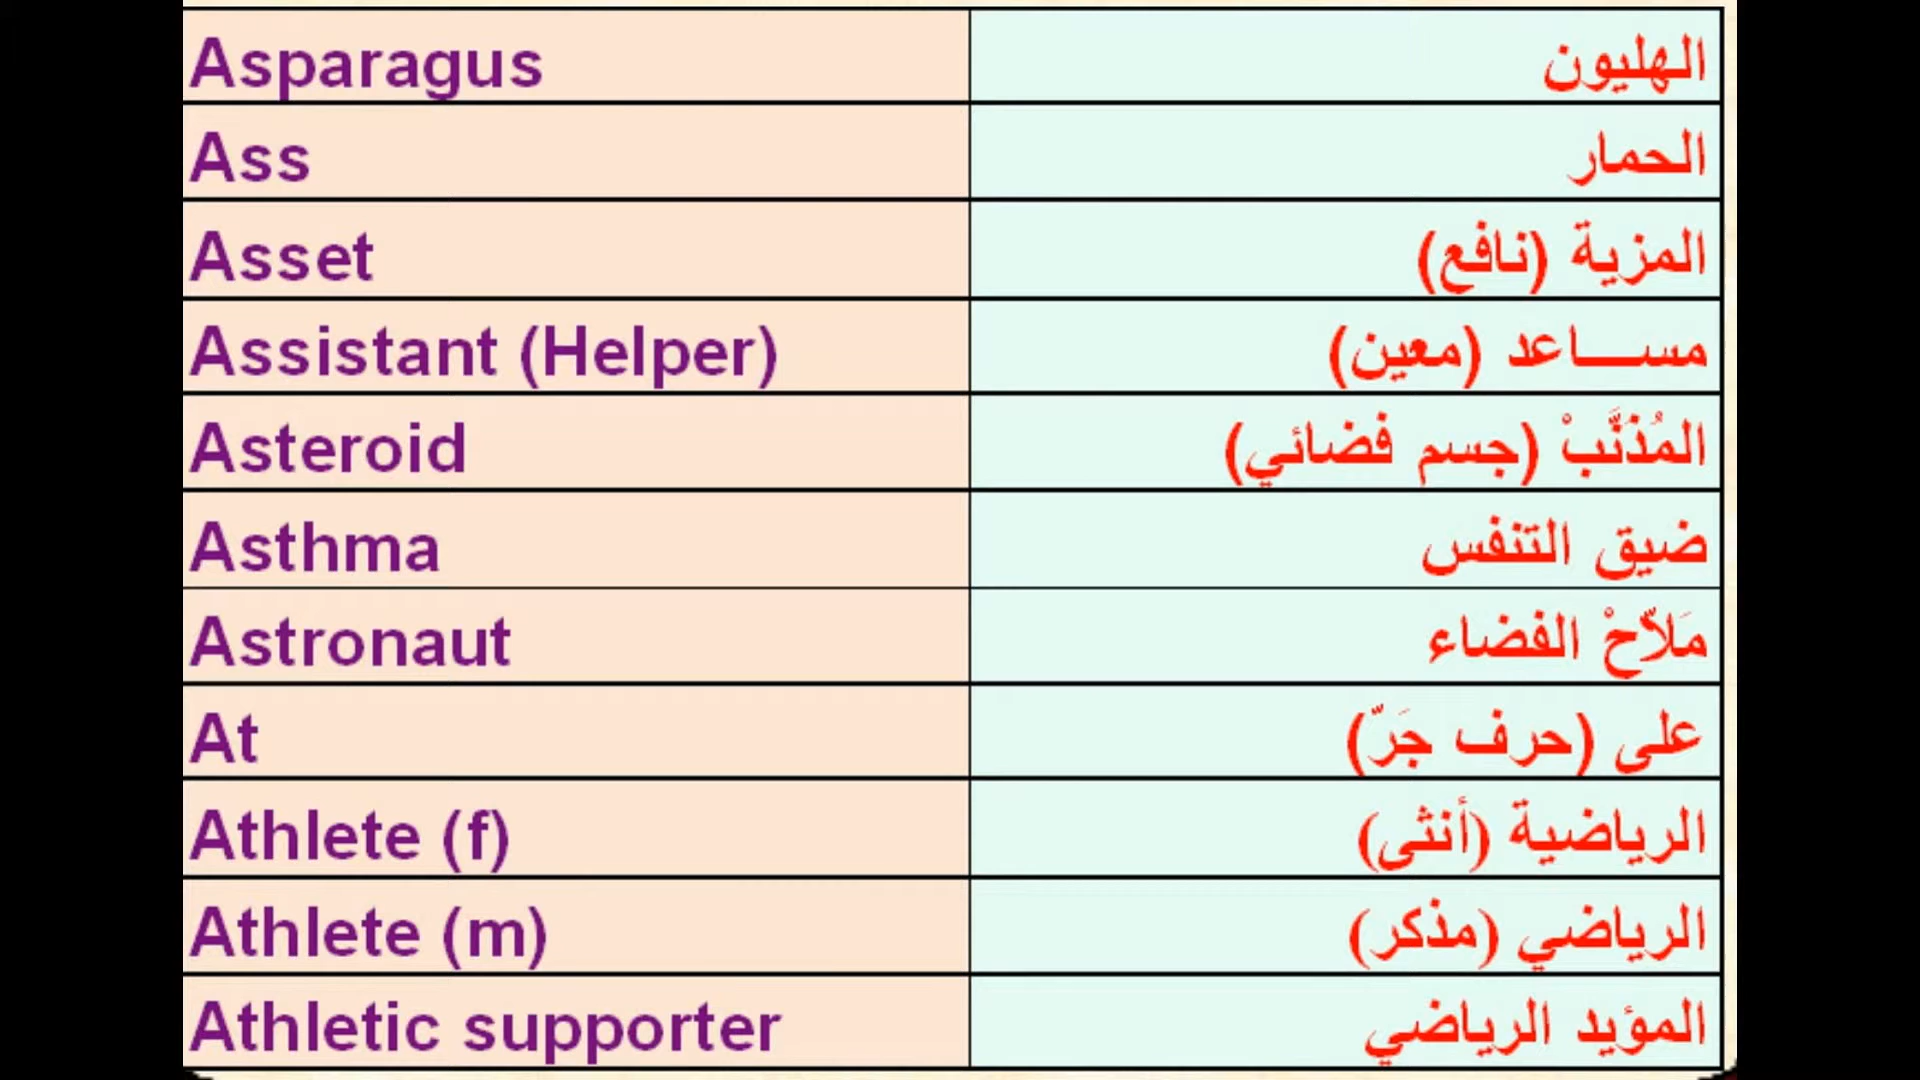 Asparagus الهليون
Ass الحمار
Asset المزية (نافع)
Assistant (Helper) مســـاعد (معين)
Asteroid المُذَنَّبْ (جسم فضائي)
Asthma ضيق التنفس
Astronaut مَلاّحْ الفضاء
At على (حرف جَرّ)
Athlete (f) الرياضية (أنثى)
Athlete (m) الرياضي (مذكر)
Athletic supporter المؤيد الرياضي